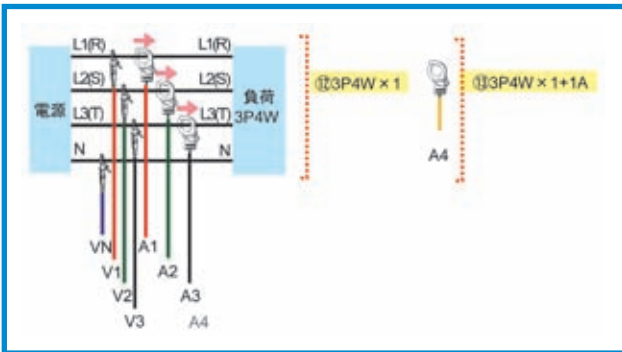 L1(R) L1(R)
L2(S) L2(S)
電源 L3(T) L3(T) 負荷 3P4W
N N
⑫3P4W × 1
⑬3P4W × 1+1A
A4
VN A1
V1 A2
V2 A3
V3 A4